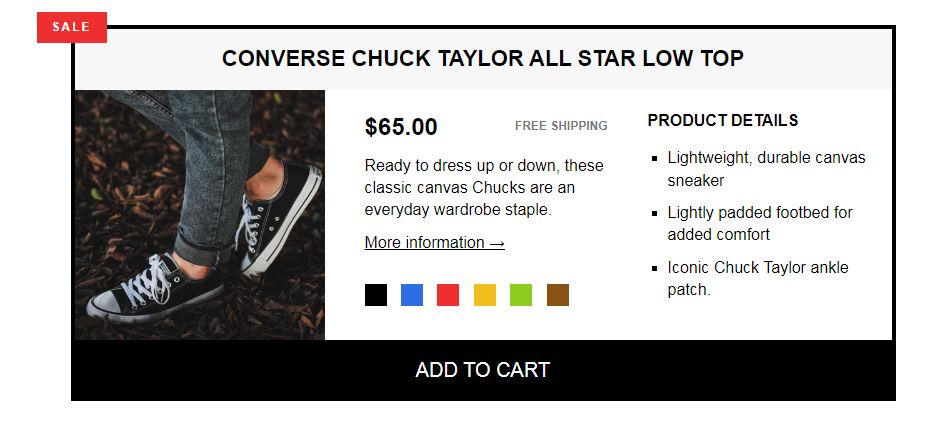 SALE
CONVERSE CHUCK TAYLOR ALL STAR LOW TOP
$65.00
FREE SHIPPING
Ready to dress up or down, these
classic canvas Chucks are an
everyday wardrobe staple.
More information →
PRODUCT DETAILS
Lightweight, durable canvas
sneaker
Lightly padded footbed for
added comfort
Iconic Chuck Taylor ankle
patch.
ADD TO CART